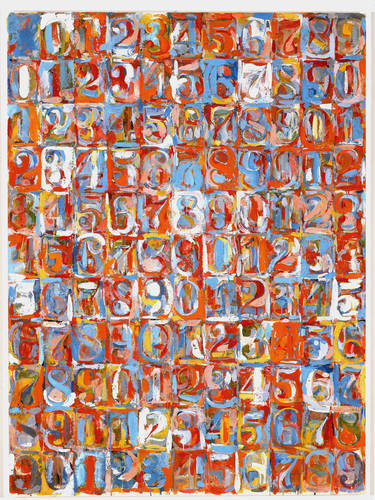 0 1 2 3 4 5 6 7 8 9
0 1 2 3 4 5 6 7 8 9 0
1 2 3 4 5 6 7 8 9 0 1
2 3 4 5 6 7 8 9 0 1 2
3 4 5 6 7 8 9 0 1 2 3
4 5 6 7 8 9 0 1 2 3 4
5 6 7 8 9 0 1 2 3 4 5
6 7 8 9 0 1 2 3 4 5 6
7 8 9 0 1 2 3 4 5 6 7
8 9 0 1 2 3 4 5 6 7 8
9 0 1 2 3 4 5 6 7 8 9